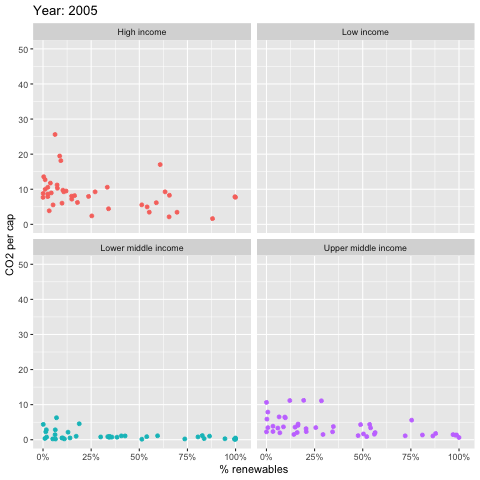 Year: 2005
High income
Low income
50
40
30
20
10
0
CO2 per cap
Lower middle income
Upper middle income
50
40
30
20
10
0
0% 25% 50% 75% 100% 0% 25% 50% 75% 100%
% renewables